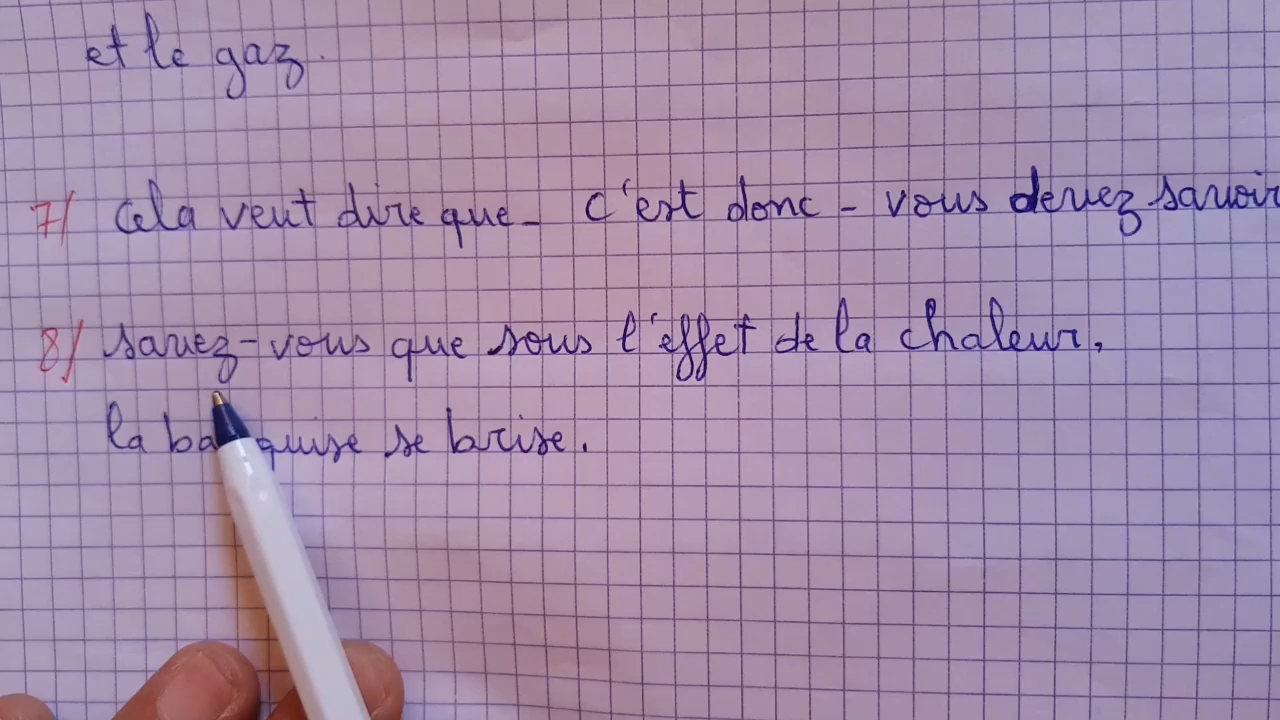 et le gaz.
7/ Cela veut dire que - c'est donc - vous devez savoir
8/ savez-vous que sous l'effet de la chaleur,
la banquise se brise.